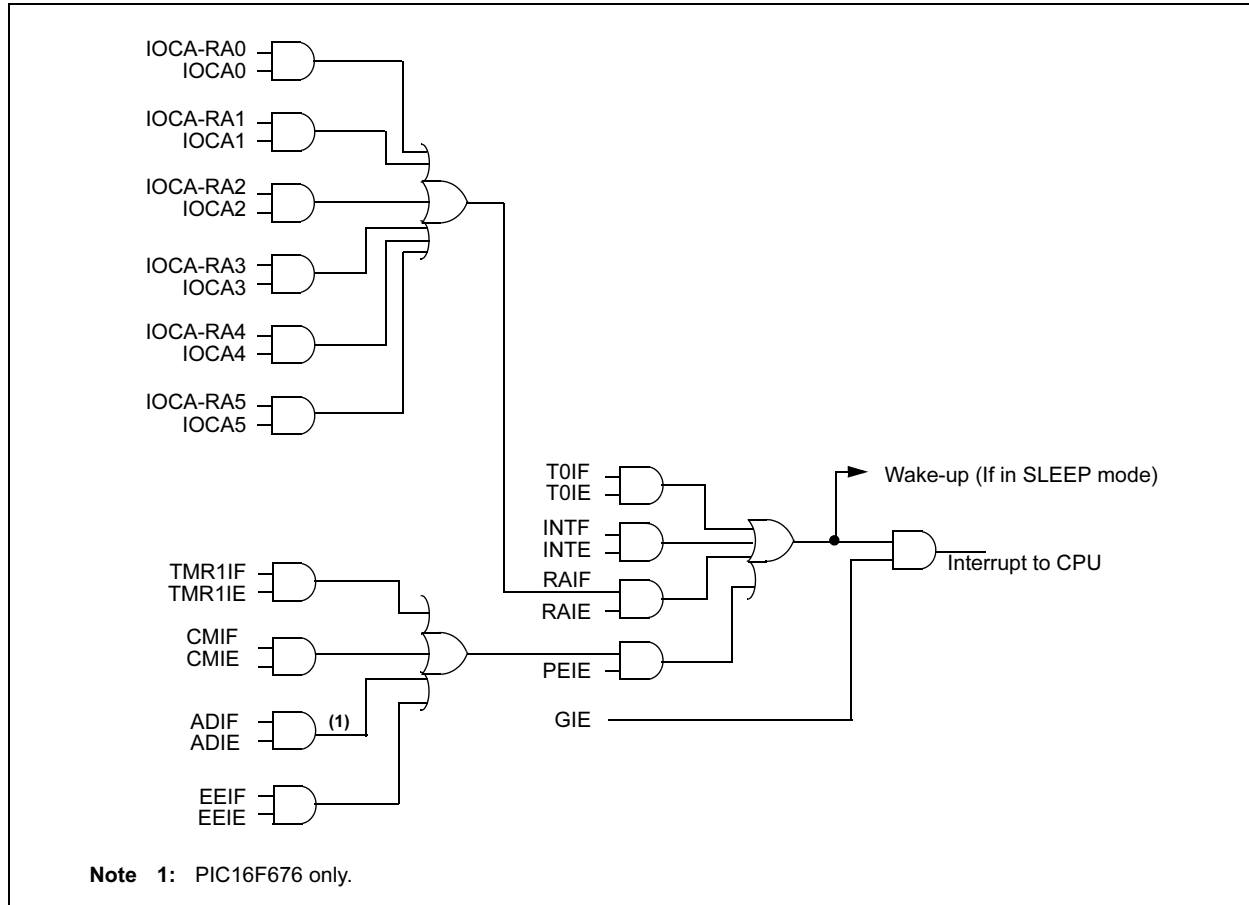 IOCA-RA0
IOCA0
IOCA-RA1
IOCA1
IOCA-RA2
IOCA2
IOCA-RA3
IOCA3
IOCA-RA4
IOCA4
IOCA-RA5
IOCA5
T0IF
T0IE
Wake-up (If in SLEEP mode)
INTF
INTE
Interrupt to CPU
RAIF
RAIE
TMR1IF
TMR1IE
CMIF
CMIE
PEIE
ADIF
(1)
ADIE
GIE
EEIF
EEIE
Note 1: PIC16F676 only.